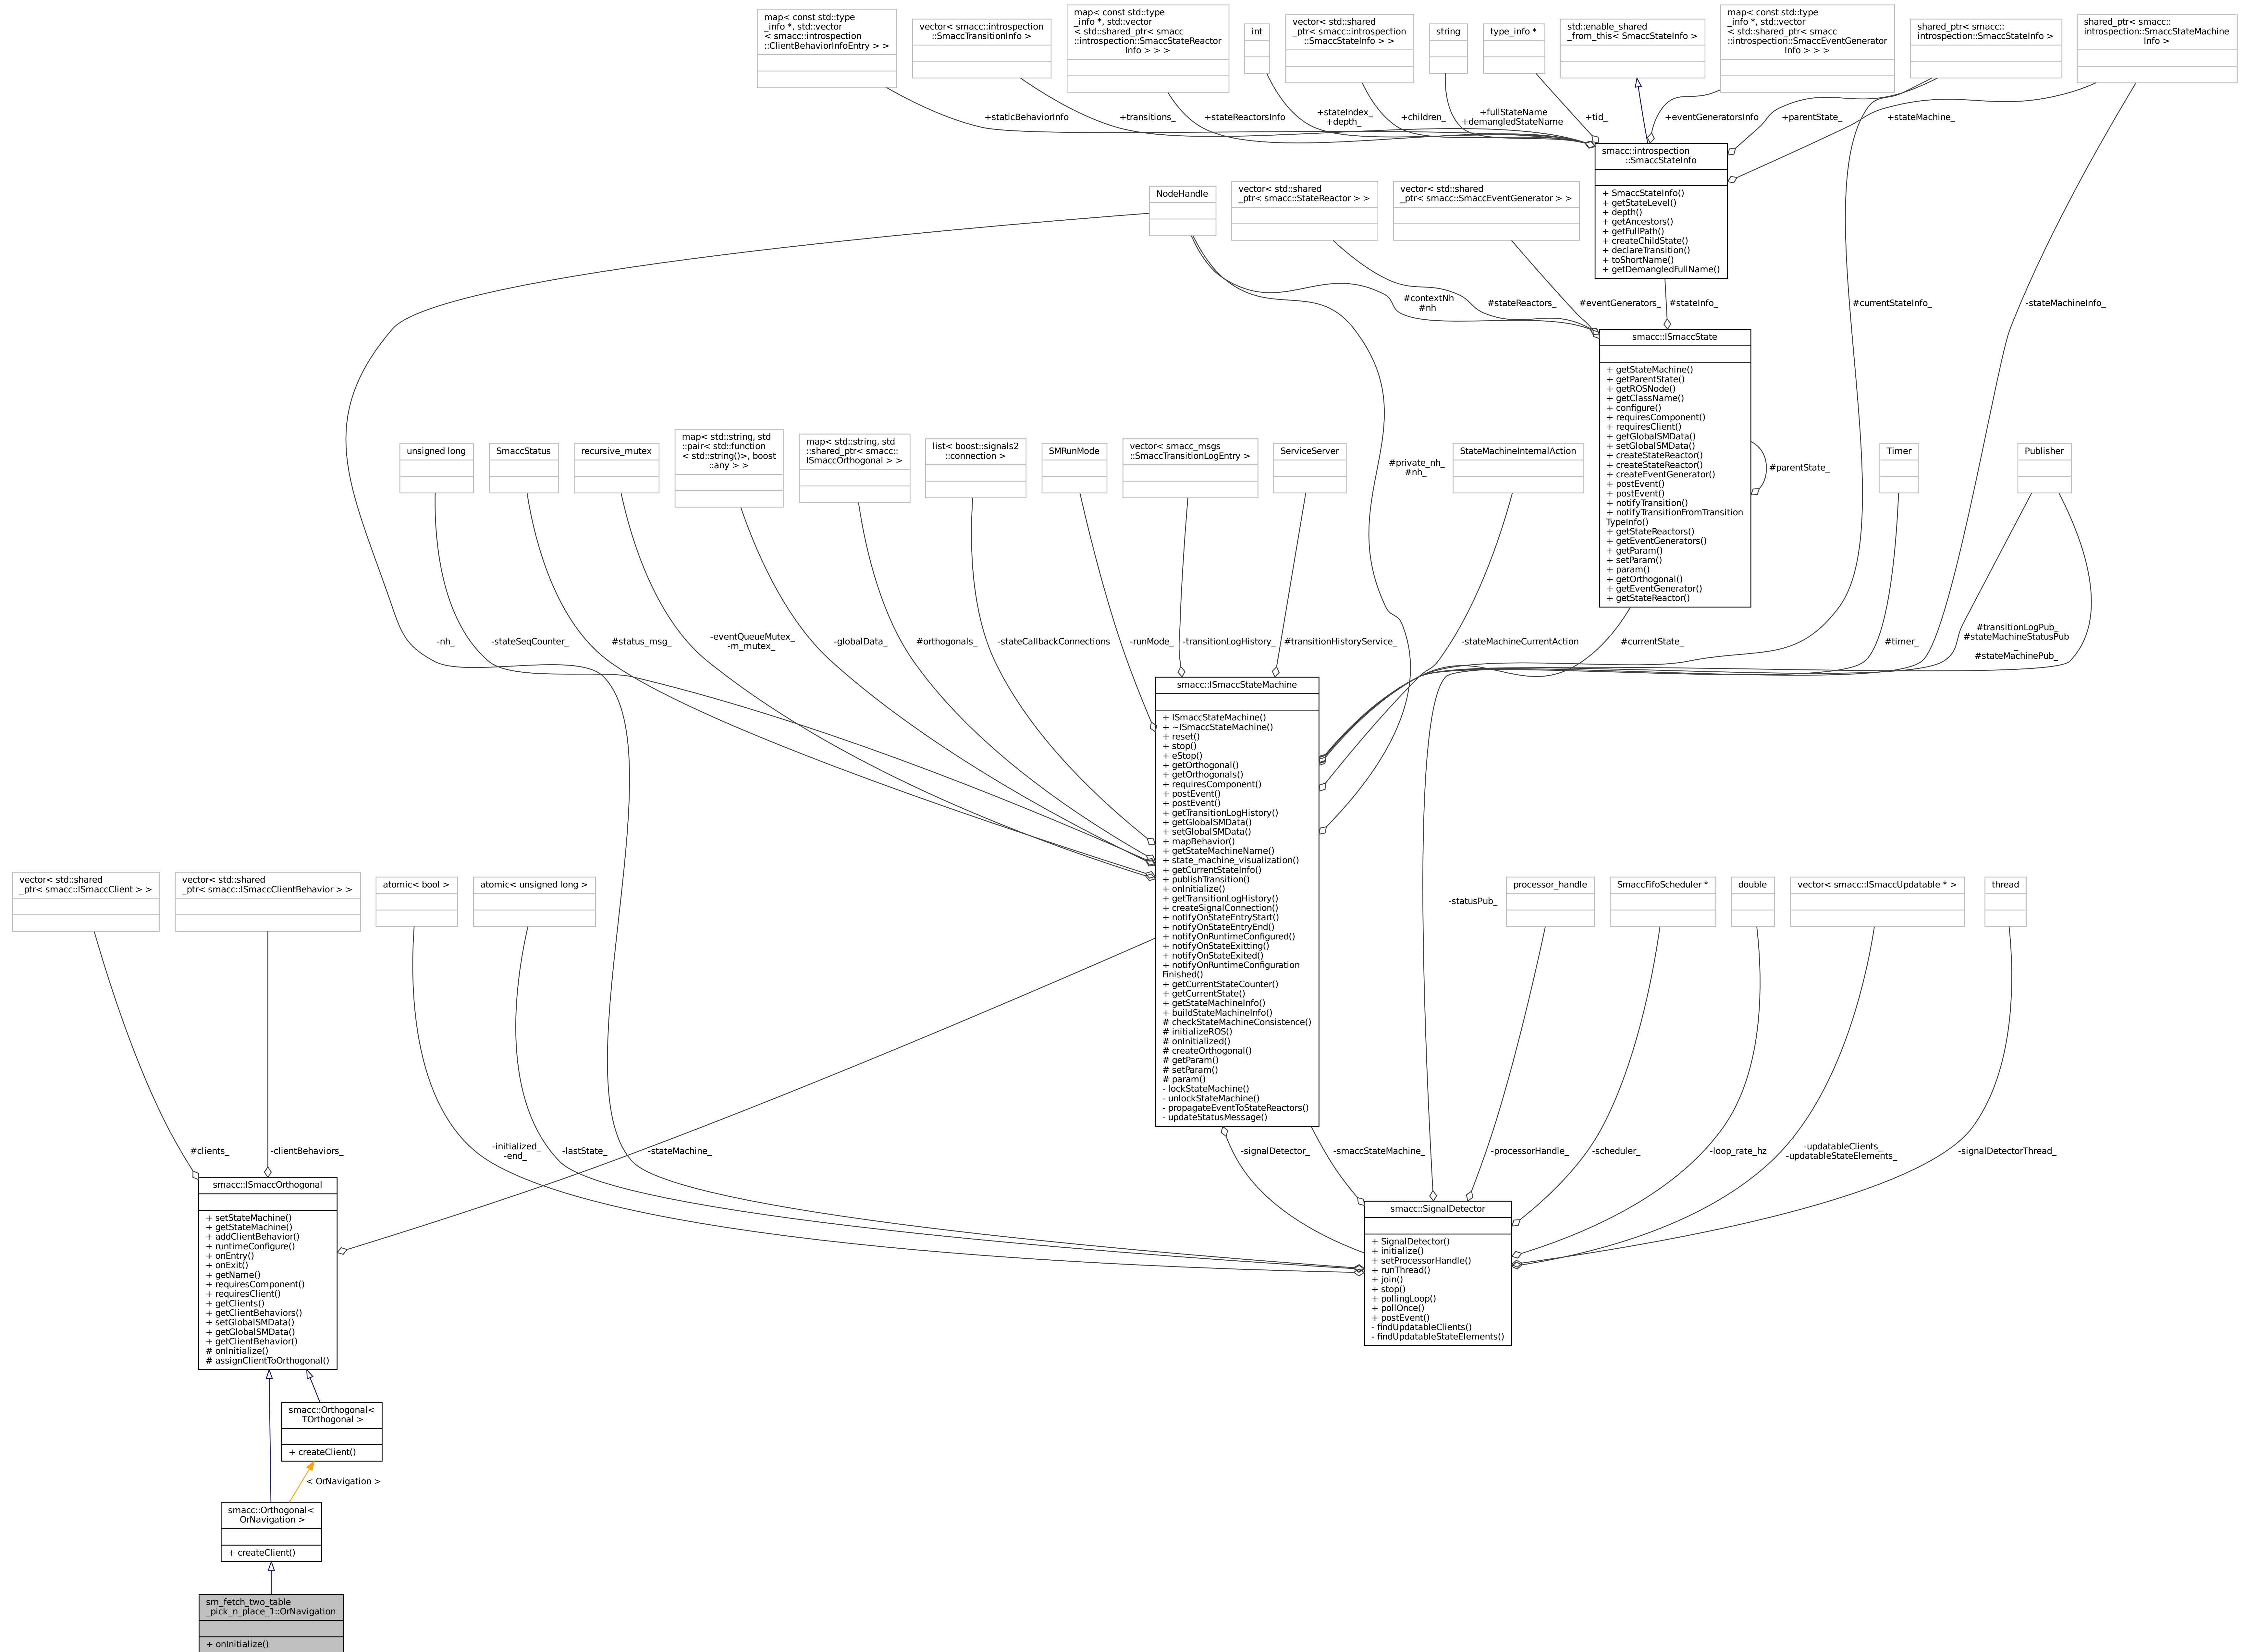 map< const std::type
_info *, std::vector
< smacc::introspection
::ClientBehaviorInfoEntry > >
vector< smacc::introspection
::SmaccTransitionInfo >
map< const std::type
_info *, std::vector
< std::shared_ptr< smacc
::introspection::SmaccStateReactor
Info > > >
int
vector< std::shared
_ptr< smacc::introspection
::SmaccStateInfo > >
string
type_info *
std::enable_shared
_from_this< SmaccStateInfo >
map< const std::type
_info *, std::vector
< std::shared_ptr< smacc
::introspection::SmaccEventGenerator
Info > > >
shared_ptr< smacc::
introspection::SmaccStateInfo >
shared_ptr< smacc::
introspection::SmaccStateMachine
Info >
+staticBehaviorInfo
+transitions_
+stateReactorsInfo
+stateIndex_
+depth_
+children_
+fullStateName
+demangledStateName
+tid_
+eventGeneratorsInfo
+parentState_
+stateMachine_
smacc::introspection
::SmaccStateInfo
+ SmaccStateInfo()
+ getStateLevel()
+ depth()
+ getAncestors()
+ getFullPath()
+ createChildState()
+ declareTransition()
+ toShortName()
+ getDemangledFullName()
NodeHandle
vector< std::shared
_ptr< smacc::StateReactor > >
vector< std::shared
_ptr< smacc::SmaccEventGenerator > >
#contextNh
#nh
#stateReactors_
#eventGenerators_
#stateInfo_
#currentStateInfo_
-stateMachineInfo_
smacc::ISmaccState
+ getStateMachine()
+ getParentState()
+ getROSNode()
+ getClassName()
+ configure()
+ requiresComponent()
+ requiresClient()
+ getGlobalSMData()
+ setGlobalSMData()
+ createStateReactor()
+ createStateReactor()
+ createEventGenerator()
+ postEvent()
+ postEvent()
+ notifyTransition()
+ notifyTransitionFromTransition
TypeInfo()
+ getStateReactors()
+ getEventGenerators()
+ getParam()
+ setParam()
+ param()
+ getOrthogonal()
+ getEventGenerator()
+ getStateReactor()
#parentState_
unsigned long
SmaccStatus
recursive_mutex
map< std::string, std
::pair< std::function
< std::string()>, boost
::any > >
map< std::string, std
::shared_ptr< smacc::
ISmaccOrthogonal > >
list< boost::signals2
::connection >
SMRunMode
vector< smacc_msgs
::SmaccTransitionLogEntry >
ServiceServer
#private_nh_
#nh_
StateMachineInternalAction
Timer
Publisher
-nh_
-stateSeqCounter_
#status_msg_
-eventQueueMutex_
-m_mutex_
-globalData_
#orthogonals_
-stateCallbackConnections
-runMode_
-transitionLogHistory_
#transitionHistoryService_
-stateMachineCurrentAction
#currentState_
#timer_
#transitionLogPub_
#stateMachineStatusPub
_
#stateMachinePub_
smacc::ISmaccStateMachine
+ ISmaccStateMachine()
+ ~ISmaccStateMachine()
+ reset()
+ stop()
+ eStop()
+ getOrthogonal()
+ getOrthogonals()
+ requiresComponent()
+ postEvent()
+ postEvent()
+ getTransitionLogHistory()
+ getGlobalSMData()
+ setGlobalSMData()
+ mapBehavior()
+ getStateMachineName()
+ state_machine_visualization()
+ getCurrentStateInfo()
+ publishTransition()
+ onInitialize()
+ getTransitionLogHistory()
+ createSignalConnection()
+ notifyOnStateEntryStart()
+ notifyOnStateEntryEnd()
+ notifyOnRuntimeConfigured()
+ notifyOnStateExitting()
+ notifyOnStateExited()
+ notifyOnRuntimeConfiguration
Finished()
+ getCurrentStateCounter()
+ getCurrentState()
+ getStateMachineInfo()
+ buildStateMachineInfo()
# checkStateMachineConsistence()
# initializeROS()
# onInitialized()
# createOrthogonal()
# getParam()
# setParam()
# param()
- lockStateMachine()
- unlockStateMachine()
- propagateEventToStateReactors()
- updateStatusMessage()
vector< std::shared
_ptr< smacc::ISmaccClient > >
vector< std::shared
_ptr< smacc::ISmaccClientBehavior > >
atomic< bool >
atomic< unsigned long >
-statusPub_
processor_handle
SmaccFifoScheduler *
double
vector< smacc::ISmaccUpdatable * >
thread
#clients_
-clientBehaviors_
-initialized_
-end_
-lastState_
-stateMachine_
-signalDetector_
-smaccStateMachine_
-processorHandle_
-scheduler_
-loop_rate_hz
-updatableClients_
-updatableStateElements_
-signalDetectorThread_
smacc::ISmaccOrthogonal
+ setStateMachine()
+ getStateMachine()
+ addClientBehavior()
+ runtimeConfigure()
+ onEntry()
+ onExit()
+ getName()
+ requiresComponent()
+ requiresClient()
+ getClients()
+ getClientBehaviors()
+ setGlobalSMData()
+ getGlobalSMData()
+ getClientBehavior()
# onInitialize()
# assignClientToOrthogonal()
smacc::SignalDetector
+ SignalDetector()
+ initialize()
+ setProcessorHandle()
+ runThread()
+ join()
+ stop()
+ pollingLoop()
+ pollOnce()
+ postEvent()
- findUpdatableClients()
- findUpdatableStateElements()
smacc::Orthogonal<
TOrthogonal >
+ createClient()
< OrNavigation >
smacc::Orthogonal<
OrNavigation >
+ createClient()
sm_fetch_two_table
_pick_n_place_1::OrNavigation
+ onInitialize()